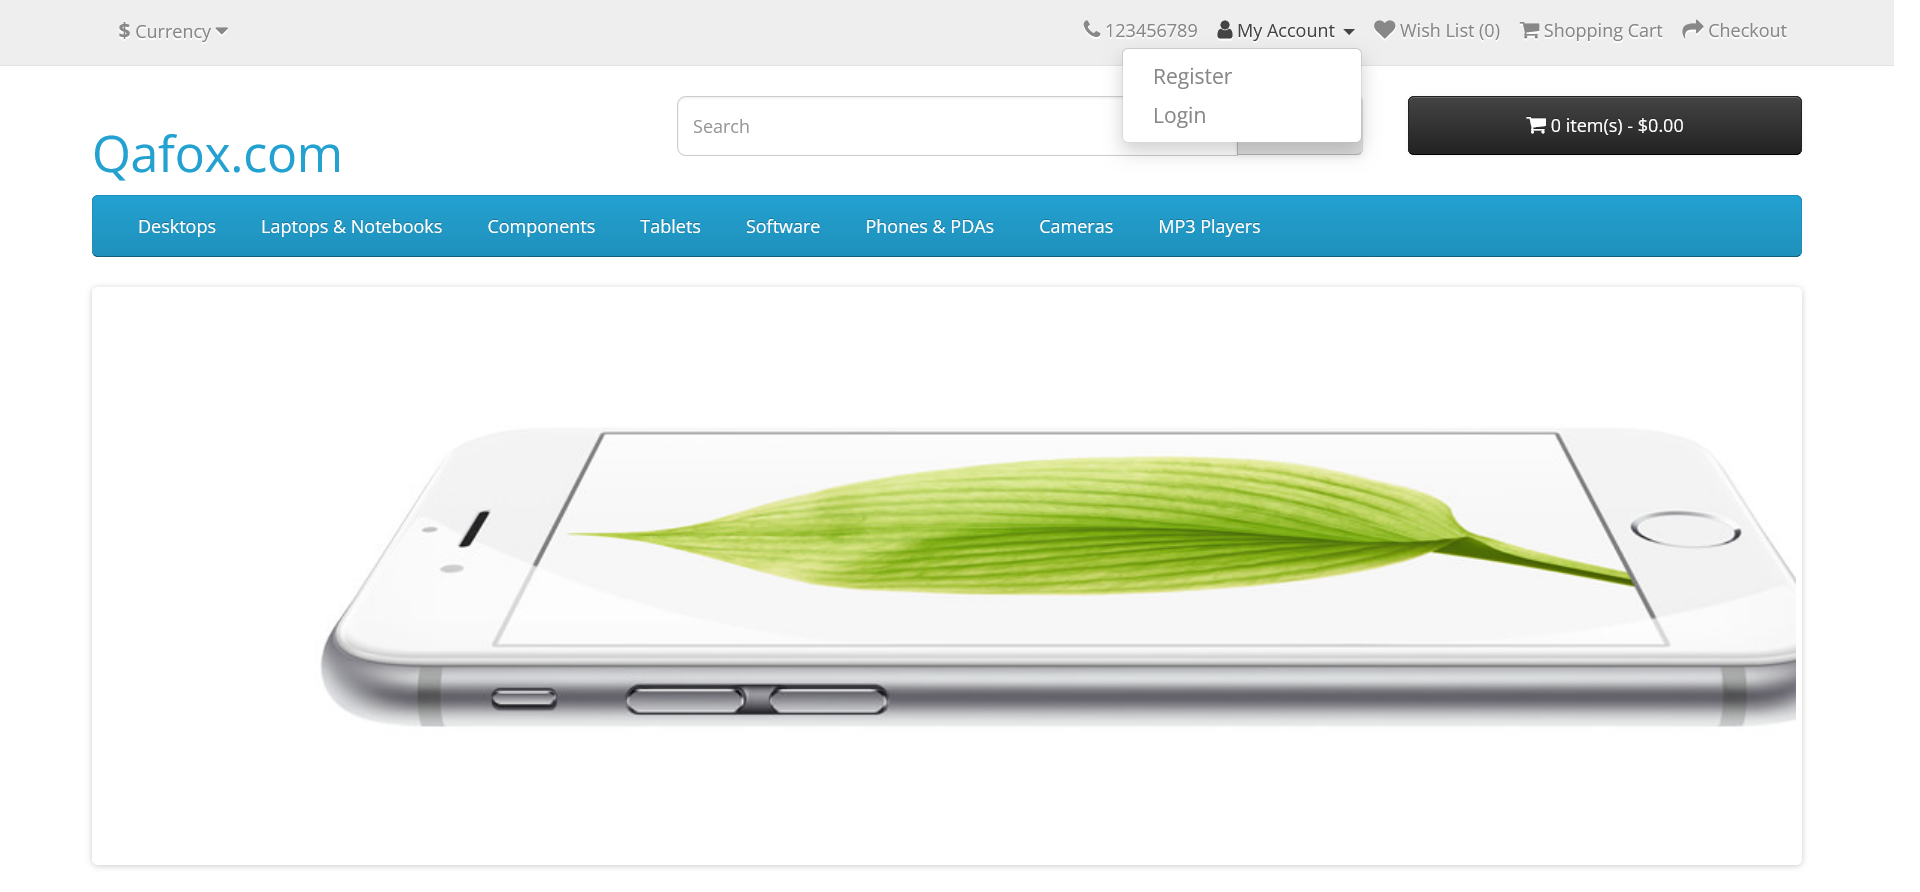 $ Currency
123456789 My Account Wish List (0) Shopping Cart Checkout
Register
Login
Search
0 item(s) - $0.00
Qafox.com
Desktops Laptops & Notebooks Components Tablets Software Phones & PDAs Cameras MP3 Players